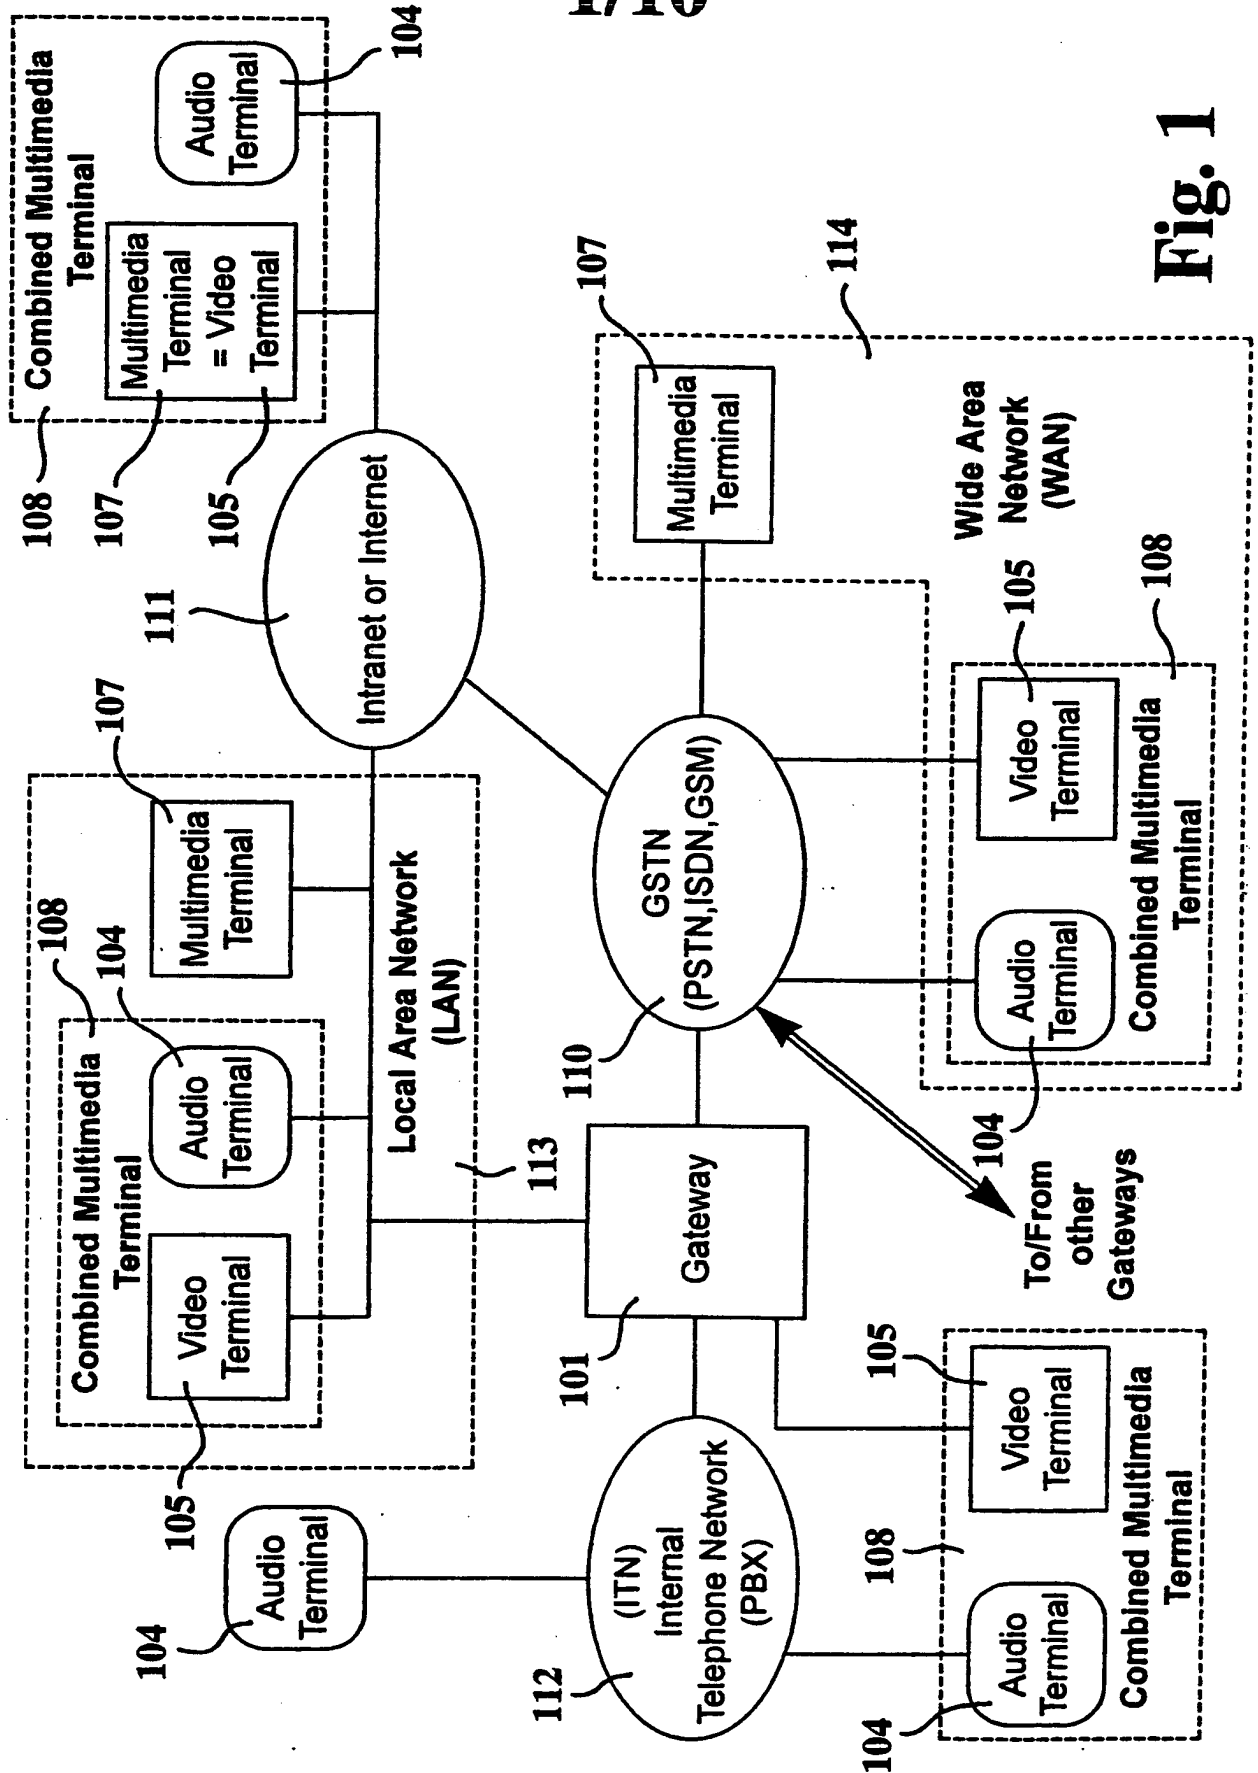 104
Audio
Terminal
105
Combined Multimedia
Terminal
108
Video
Terminal
Audio
Terminal
104
Multimedia
Terminal
107
Local Area Network
(LAN)
113
111
Intranet or Internet
108
107
105
Combined Multimedia
Terminal
Multimedia
Terminal
= Video
Terminal
Audio
Terminal
104
112
(ITN)
Internal
Telephone Network
(PBX)
101
Gateway
110
GSTN
(PSTN,ISDN,GSM)
107
Multimedia
Terminal
114
104
108
105
Audio
Terminal
Video
Terminal
Combined Multimedia
Terminal
To/From
other
Gateways
104
Audio
Terminal
105
Video
Terminal
108
Combined Multimedia
Terminal
Wide Area
Network
(WAN)
Fig. 1